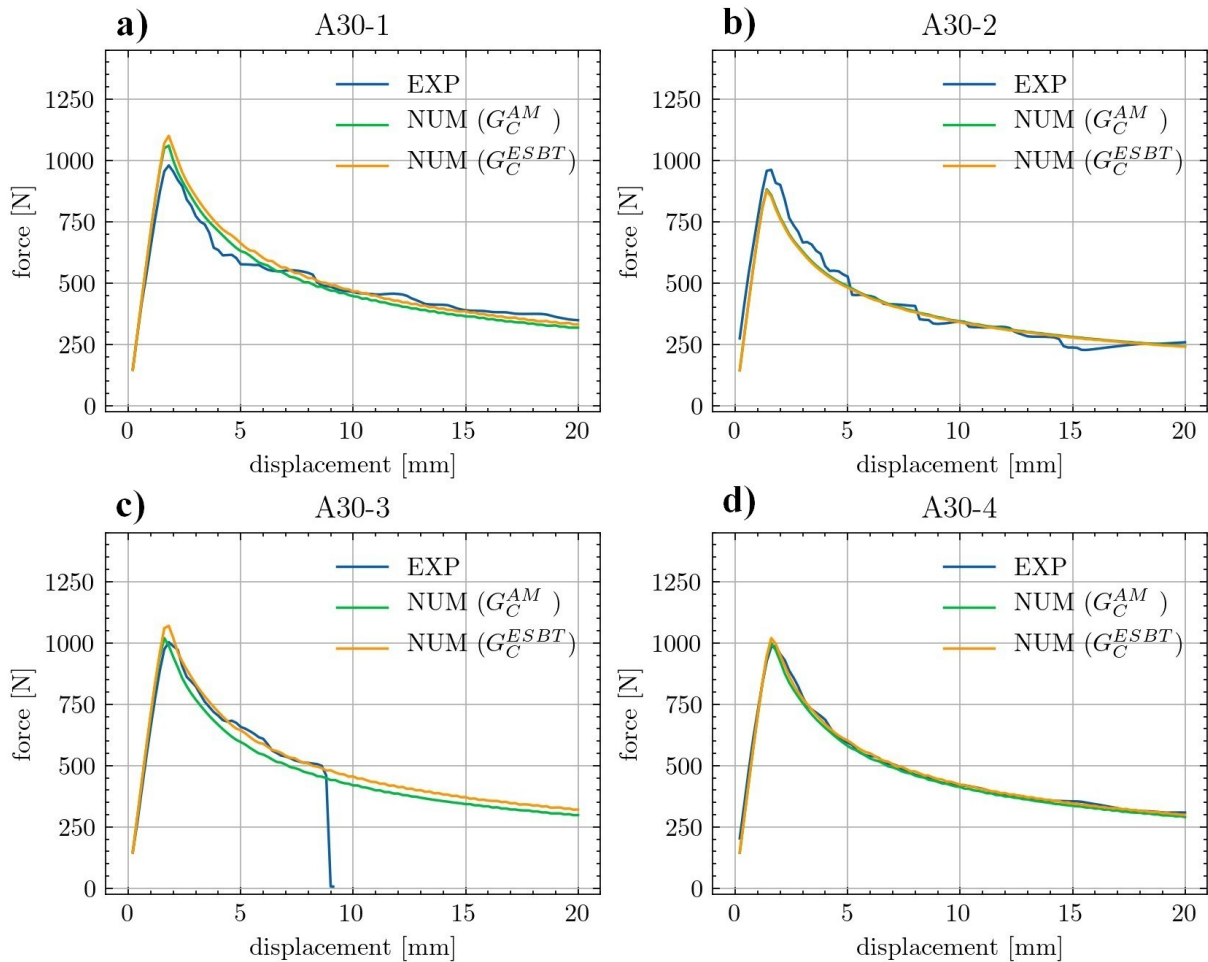 a) A30-1
1250
1000
750
500
250
0
force [N]
EXP
NUM (G_C^{AM})
NUM (G_C^{ESBT})
0 5 10 15 20
displacement [mm]
b) A30-2
1250
1000
750
500
250
0
force [N]
EXP
NUM (G_C^{AM})
NUM (G_C^{ESBT})
0 5 10 15 20
displacement [mm]
c) A30-3
1250
1000
750
500
250
0
force [N]
EXP
NUM (G_C^{AM})
NUM (G_C^{ESBT})
0 5 10 15 20
displacement [mm]
d) A30-4
1250
1000
750
500
250
0
force [N]
EXP
NUM (G_C^{AM})
NUM (G_C^{ESBT})
0 5 10 15 20
displacement [mm]